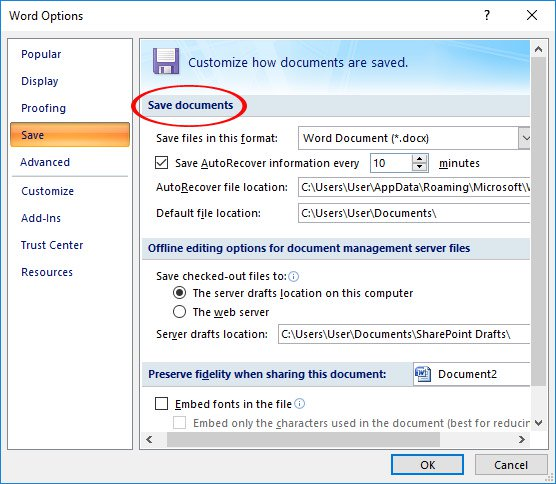 Word Options
?
Popular
Display
Proofing
Save
Advanced
Customize
Add-Ins
Trust Center
Resources
Customize how documents are saved.
Save documents
Save files in this format: Word Document (*.docx)
Save AutoRecover information every 10 minutes
AutoRecover file location: C:\Users\User\AppData\Roaming\Microsoft\
Default file location: C:\Users\User\Documents\
Offline editing options for document management server files
Save checked-out files to:
The server drafts location on this computer
The web server
Server drafts location: C:\Users\User\Documents\SharePoint Drafts\
Preserve fidelity when sharing this document: Document2
Embed fonts in the file
Embed only the characters used in the document (best for reducin
OK Cancel